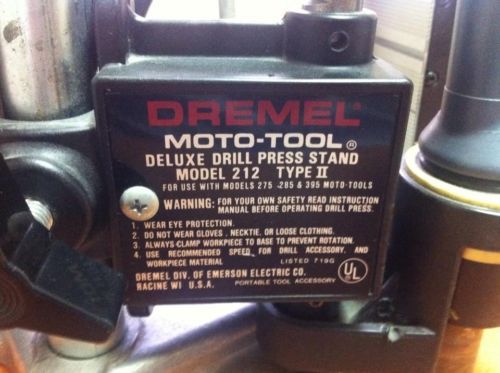 DREMEL
MOTO-TOOL®
DELUXE DRILL PRESS STAND
MODEL 212 TYPE II
FOR USE WITH MODELS 275 -285 & 395 MOTO-TOOLS
WARNING: FOR YOUR OWN SAFETY READ INSTRUCTION
MANUAL BEFORE OPERATING DRILL PRESS.
1. WEAR EYE PROTECTION.
2. DO NOT WEAR GLOVES, NECKTIE, OR LOOSE CLOTHING.
3. ALWAYS CLAMP WORKPIECE TO BASE TO PREVENT ROTATION.
4. USE RECOMMENDED SPEED FOR DRILL ACCESSORY, AND
WORKPIECE MATERIAL
LISTED 719G
DREMEL DIV. OF EMERSON ELECTRIC CO.
RACINE WI U.S.A.
PORTABLE TOOL ACCESSORY
UL